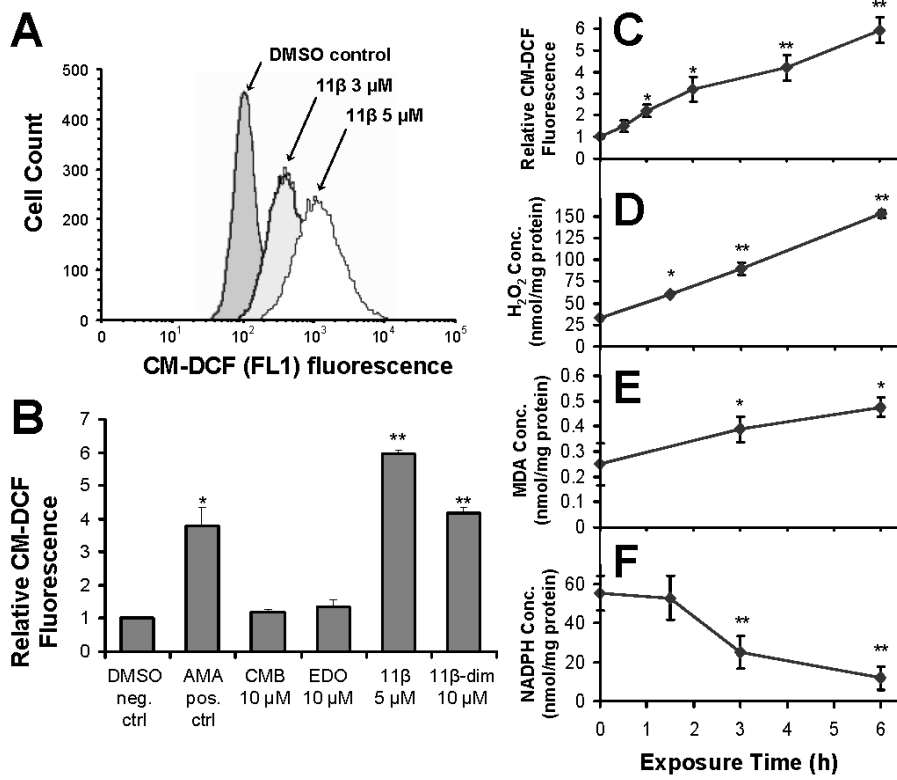 A
DMSO control
11β 3 µM
11β 5 µM
Cell Count
500
400
300
200
100
0
0 10¹ 10² 10³ 10⁴ 10⁵
CM-DCF (FL1) fluorescence
B
Relative CM-DCF
Fluorescence
7
6
5
4
3
2
1
0
*
**
**
DMSO neg. ctrl
AMA pos. ctrl
CMB 10 µM
EDO 10 µM
11β 5 µM
11β-dim 10 µM
C
Relative CM-DCF
Fluorescence
6
5
4
3
2
1
0
*
*
**
**
D
H₂O₂ Conc.
(nmol/mg protein)
150
125
100
75
50
25
0
*
**
**
E
MDA Conc.
(nmol/mg protein)
0.6
0.5
0.4
0.3
0.2
0.1
0
*
*
F
NADPH Conc.
(nmol/mg protein)
60
40
20
0
**
**
0 1 2 3 4 5 6
Exposure Time (h)